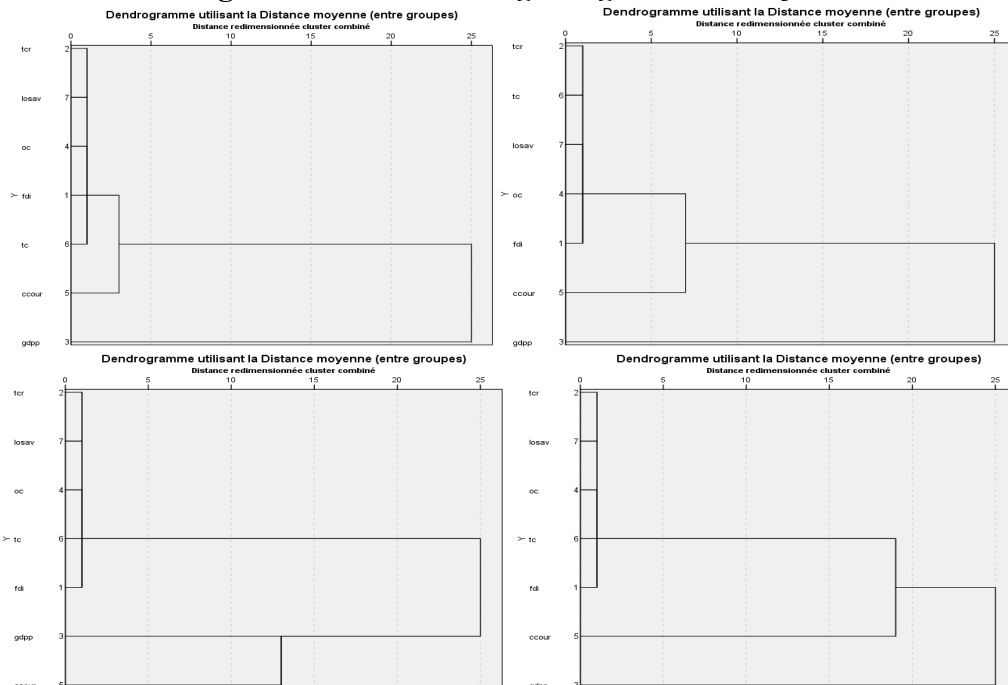 Dendrogramme utilisant la Distance moyenne (entre groupes)
Distance redimensionnée cluster combiné
0 5 10 15 20 25
tcr 2
losav 7
oc 4
Y fdi 1
tc 6
ccour 5
gdpp 3
Dendrogramme utilisant la Distance moyenne (entre groupes)
Distance redimensionnée cluster combiné
0 5 10 15 20 25
tcr 2
tc 6
losav 7
Y oc 4
fdi 1
ccour 5
gdpp 3
Dendrogramme utilisant la Distance moyenne (entre groupes)
Distance redimensionnée cluster combiné
0 5 10 15 20 25
tcr 2
losav 7
oc 4
Y tc 6
fdi 1
gdpp 3
Dendrogramme utilisant la Distance moyenne (entre groupes)
Distance redimensionnée cluster combiné
0 5 10 15 20 25
tcr 2
losav 7
oc 4
Y tc 6
fdi 1
ccour 5